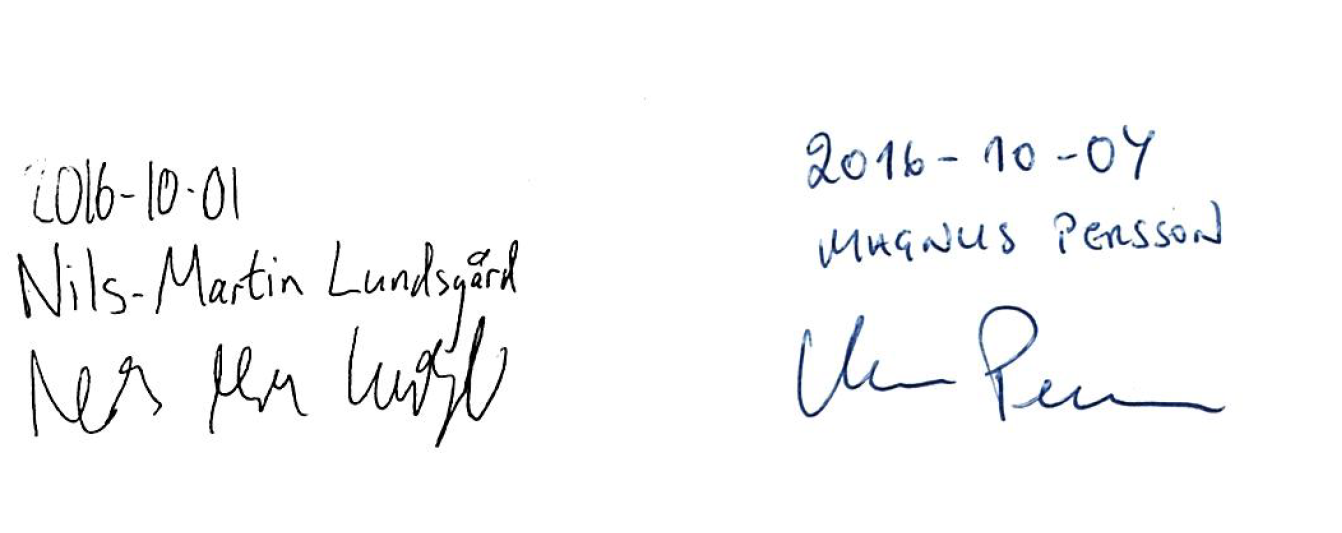 2016-10-01
Nils-Martin Lundsgård
2016-10-04
MAGNUS PERSSON